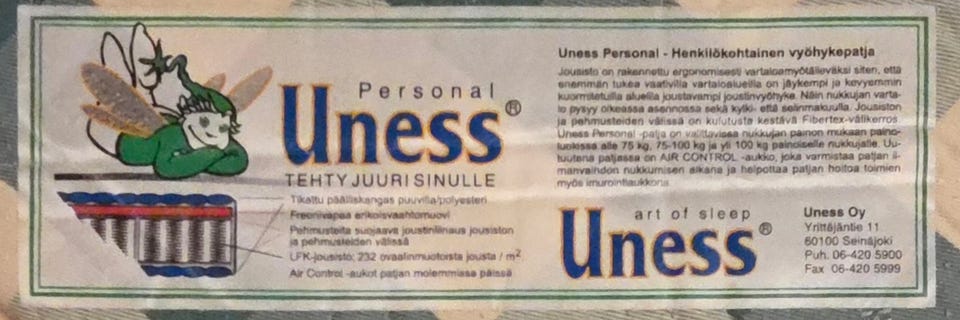 Personal
Uness®
TEHTY JUURI SINULLE
Tikattu päälliskangas puuvilla/polyesteri
Freonivapaa erikoisvaahtomuovi
Pehmusteita suojaava joustinliinaus jousiston
ja pehmusteiden välissä
UFK-jousisto; 232 ovaalinmuotoista jousta / m²
Air Control -aukot patjan molemmissa päissä
Uness Personal - Henkilökohtainen vyöhykepatja
Jousisto on rakennettu ergonomisesti vartaloamyötäileväksi siten, että
enemmän tukea vaativilla vartaloalueilla on jäykempi ja kevyemmin
kuormitetuilla alueilla joustavampi joustinvyöhyke. Näin nukkujan varta-
lo pysyy oikeassa asennossa sekä kylki- että selinmakuulla. Jousiston
ja pehmusteiden välissä on kulutusta kestävä Fibertex-välikerros.
Uness Personal -patja on valittavissa nukkujan painon mukaan paino-
luokissa alle 75 kg, 75-100 kg ja yli 100 kg painoiselle nukkujalle. Uu-
tuutena patjassa on AIR CONTROL -aukko, joka varmistaa patjan il-
manvaihdon nukkumisen aikana ja helpottaa patjan hoitoa toimien
myös imurointiaukkona.
art of sleep
Uness®
Uness Oy
Yrittäjäntie 11
60100 Seinäjoki
Puh. 06-420 5900
Fax 06-420 5999